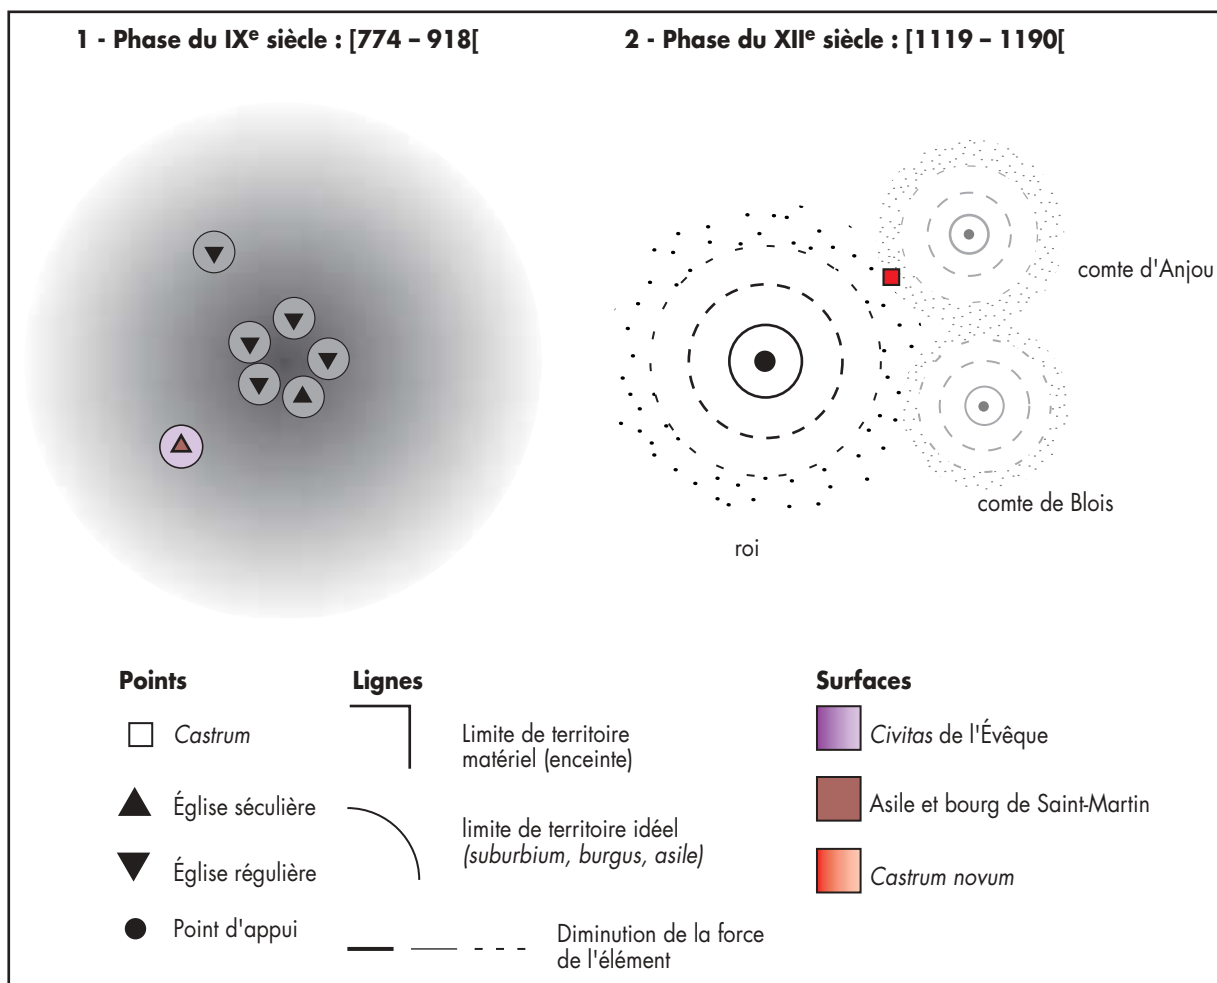 1 - Phase du IXe siècle : [774 – 918[
2 - Phase du XIIe siècle : [1119 – 1190[
comte d'Anjou
comte de Blois
roi
Points
Castrum
Église séculière
Église régulière
Point d'appui
Lignes
Limite de territoire
matériel (enceinte)
limite de territoire idéel
(suburbium, burgus, asile)
Diminution de la force
de l'élément
Surfaces
Civitas de l'Évêque
Asile et bourg de Saint-Martin
Castrum novum